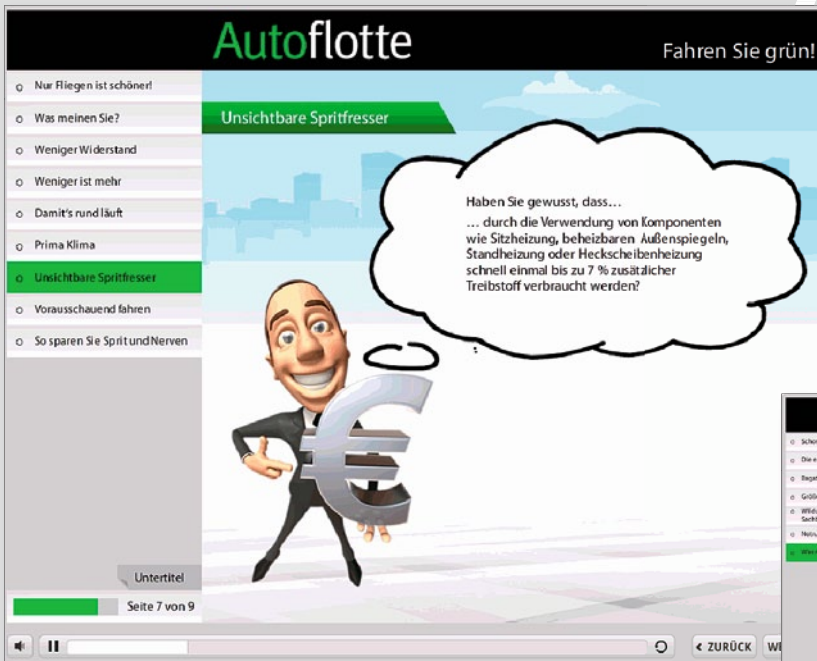 Autoflotte
Fahren Sie grün!
Nur Fliegen ist schöner!
Was meinen Sie?
Weniger Widerstand
Weniger ist mehr
Damit's rund läuft
Prima Klima
Unsichtbare Spritfresser
Vorausschauend fahren
So sparen Sie Sprit und Nerven
Unsichtbare Spritfresser
Haben Sie gewusst, dass...
... durch die Verwendung von Komponenten
wie Sitzheizung, beheizbaren Außenspiegeln,
Standheizung oder Heckscheibenheizung
schnell einmal bis zu 7 % zusätzlicher
Treibstoff verbraucht werden?
€
Untertitel
Seite 7 von 9
< ZURÜCK